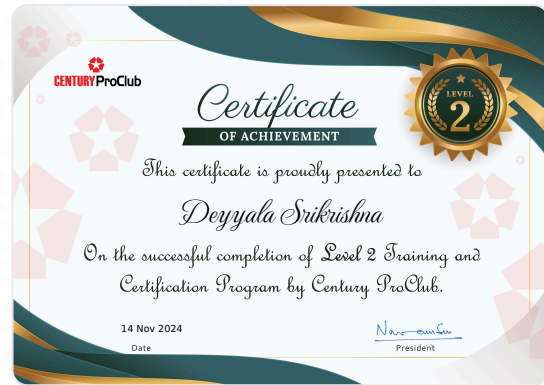 CENTURY ProClub
LEVEL
2
Certificate
OF ACHIEVEMENT
This certificate is proudly presented to
Deyyala Srikrishna
On the successful completion of Level 2 Training and
Certification Program by Century ProClub.
14 Nov 2024
Date
President